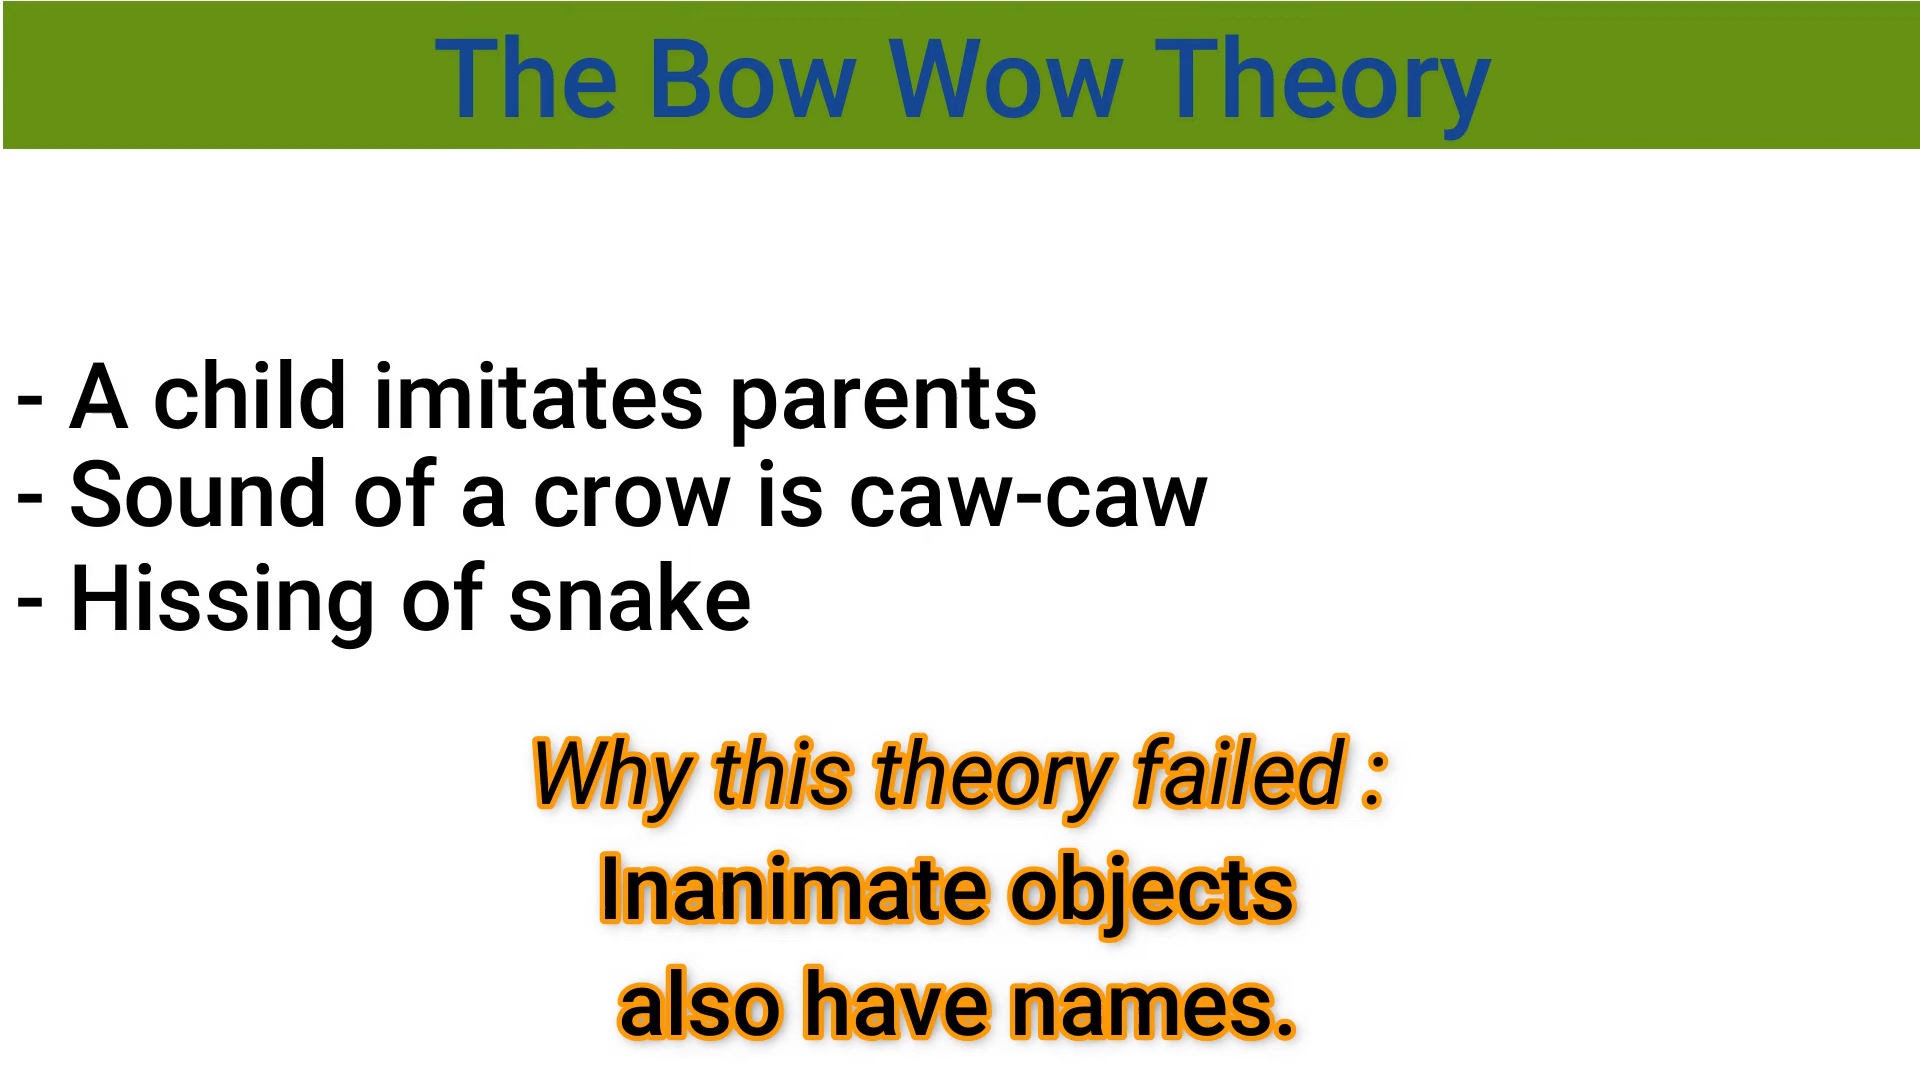 The Bow Wow Theory
- A child imitates parents
- Sound of a crow is caw-caw
- Hissing of snake
Why this theory failed :
Inanimate objects
also have names.